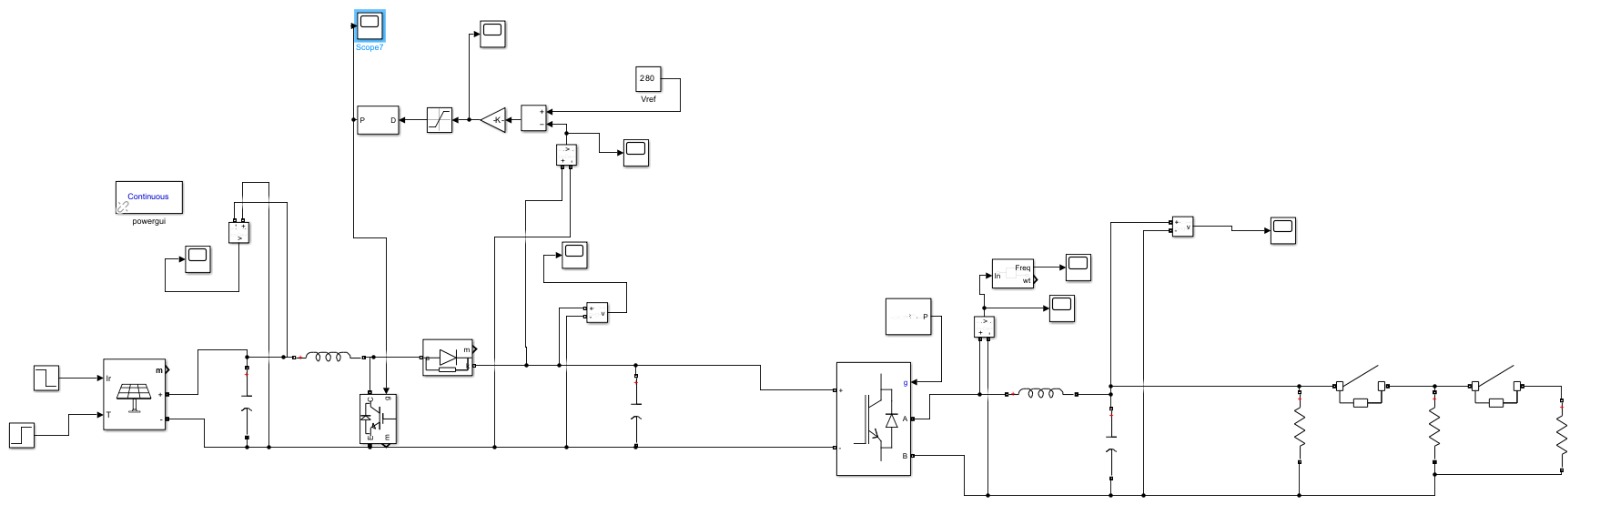 Scope7
280
Vref
P
D
-K-
+
−
Continuous
powergui
+
-
v
+
-
v
Freq
In
wt
P
m
Ir
m
+
T
-
g
C
E
m
+
g
A
-
B